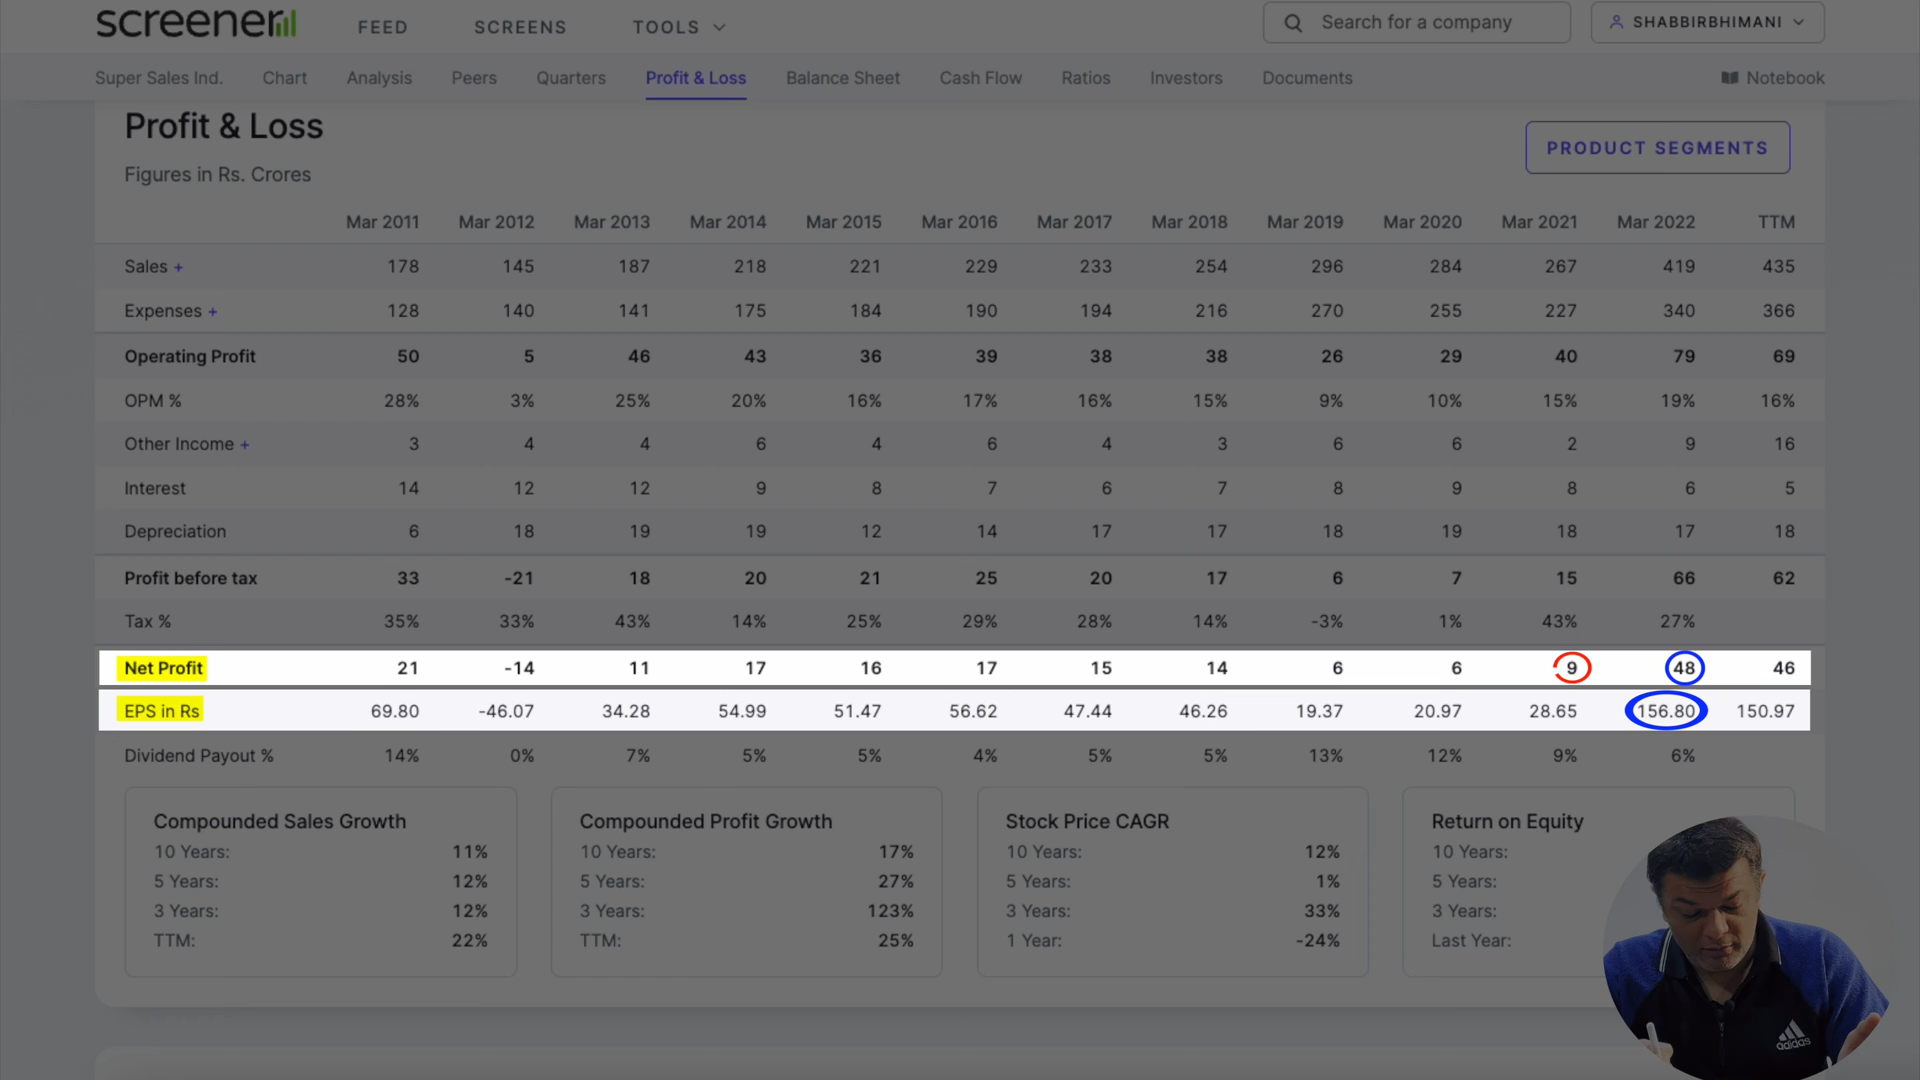 screener FEED SCREENS TOOLS Search for a company SHABBIRBHIMANI
Super Sales Ind. Chart Analysis Peers Quarters Profit & Loss Balance Sheet Cash Flow Ratios Investors Documents Notebook
Profit & Loss
PRODUCT SEGMENTS
Figures in Rs. Crores
Mar 2011 Mar 2012 Mar 2013 Mar 2014 Mar 2015 Mar 2016 Mar 2017 Mar 2018 Mar 2019 Mar 2020 Mar 2021 Mar 2022 TTM
Sales + 178 145 187 218 221 229 233 254 296 284 267 419 435
Expenses + 128 140 141 175 184 190 194 216 270 255 227 340 366
Operating Profit 50 5 46 43 36 39 38 38 26 29 40 79 69
OPM % 28% 3% 25% 20% 16% 17% 16% 15% 9% 10% 15% 19% 16%
Other Income + 3 4 4 6 4 6 4 3 6 6 2 9 16
Interest 14 12 12 9 8 7 6 7 8 9 8 6 5
Depreciation 6 18 19 19 12 14 17 17 18 19 18 17 18
Profit before tax 33 -21 18 20 21 25 20 17 6 7 15 66 62
Tax % 35% 33% 43% 14% 25% 29% 28% 14% -3% 1% 43% 27%
Net Profit 21 -14 11 17 16 17 15 14 6 6 9 48 46
EPS in Rs 69.80 -46.07 34.28 54.99 51.47 56.62 47.44 46.26 19.37 20.97 28.65 156.80 150.97
Dividend Payout % 14% 0% 7% 5% 5% 4% 5% 5% 13% 12% 9% 6%
Compounded Sales Growth
10 Years: 11%
5 Years: 12%
3 Years: 12%
TTM: 22%
Compounded Profit Growth
10 Years: 17%
5 Years: 27%
3 Years: 123%
TTM: 25%
Stock Price CAGR
10 Years: 12%
5 Years: 1%
3 Years: 33%
1 Year: -24%
Return on Equity
10 Years:
5 Years:
3 Years:
Last Year:
adidas